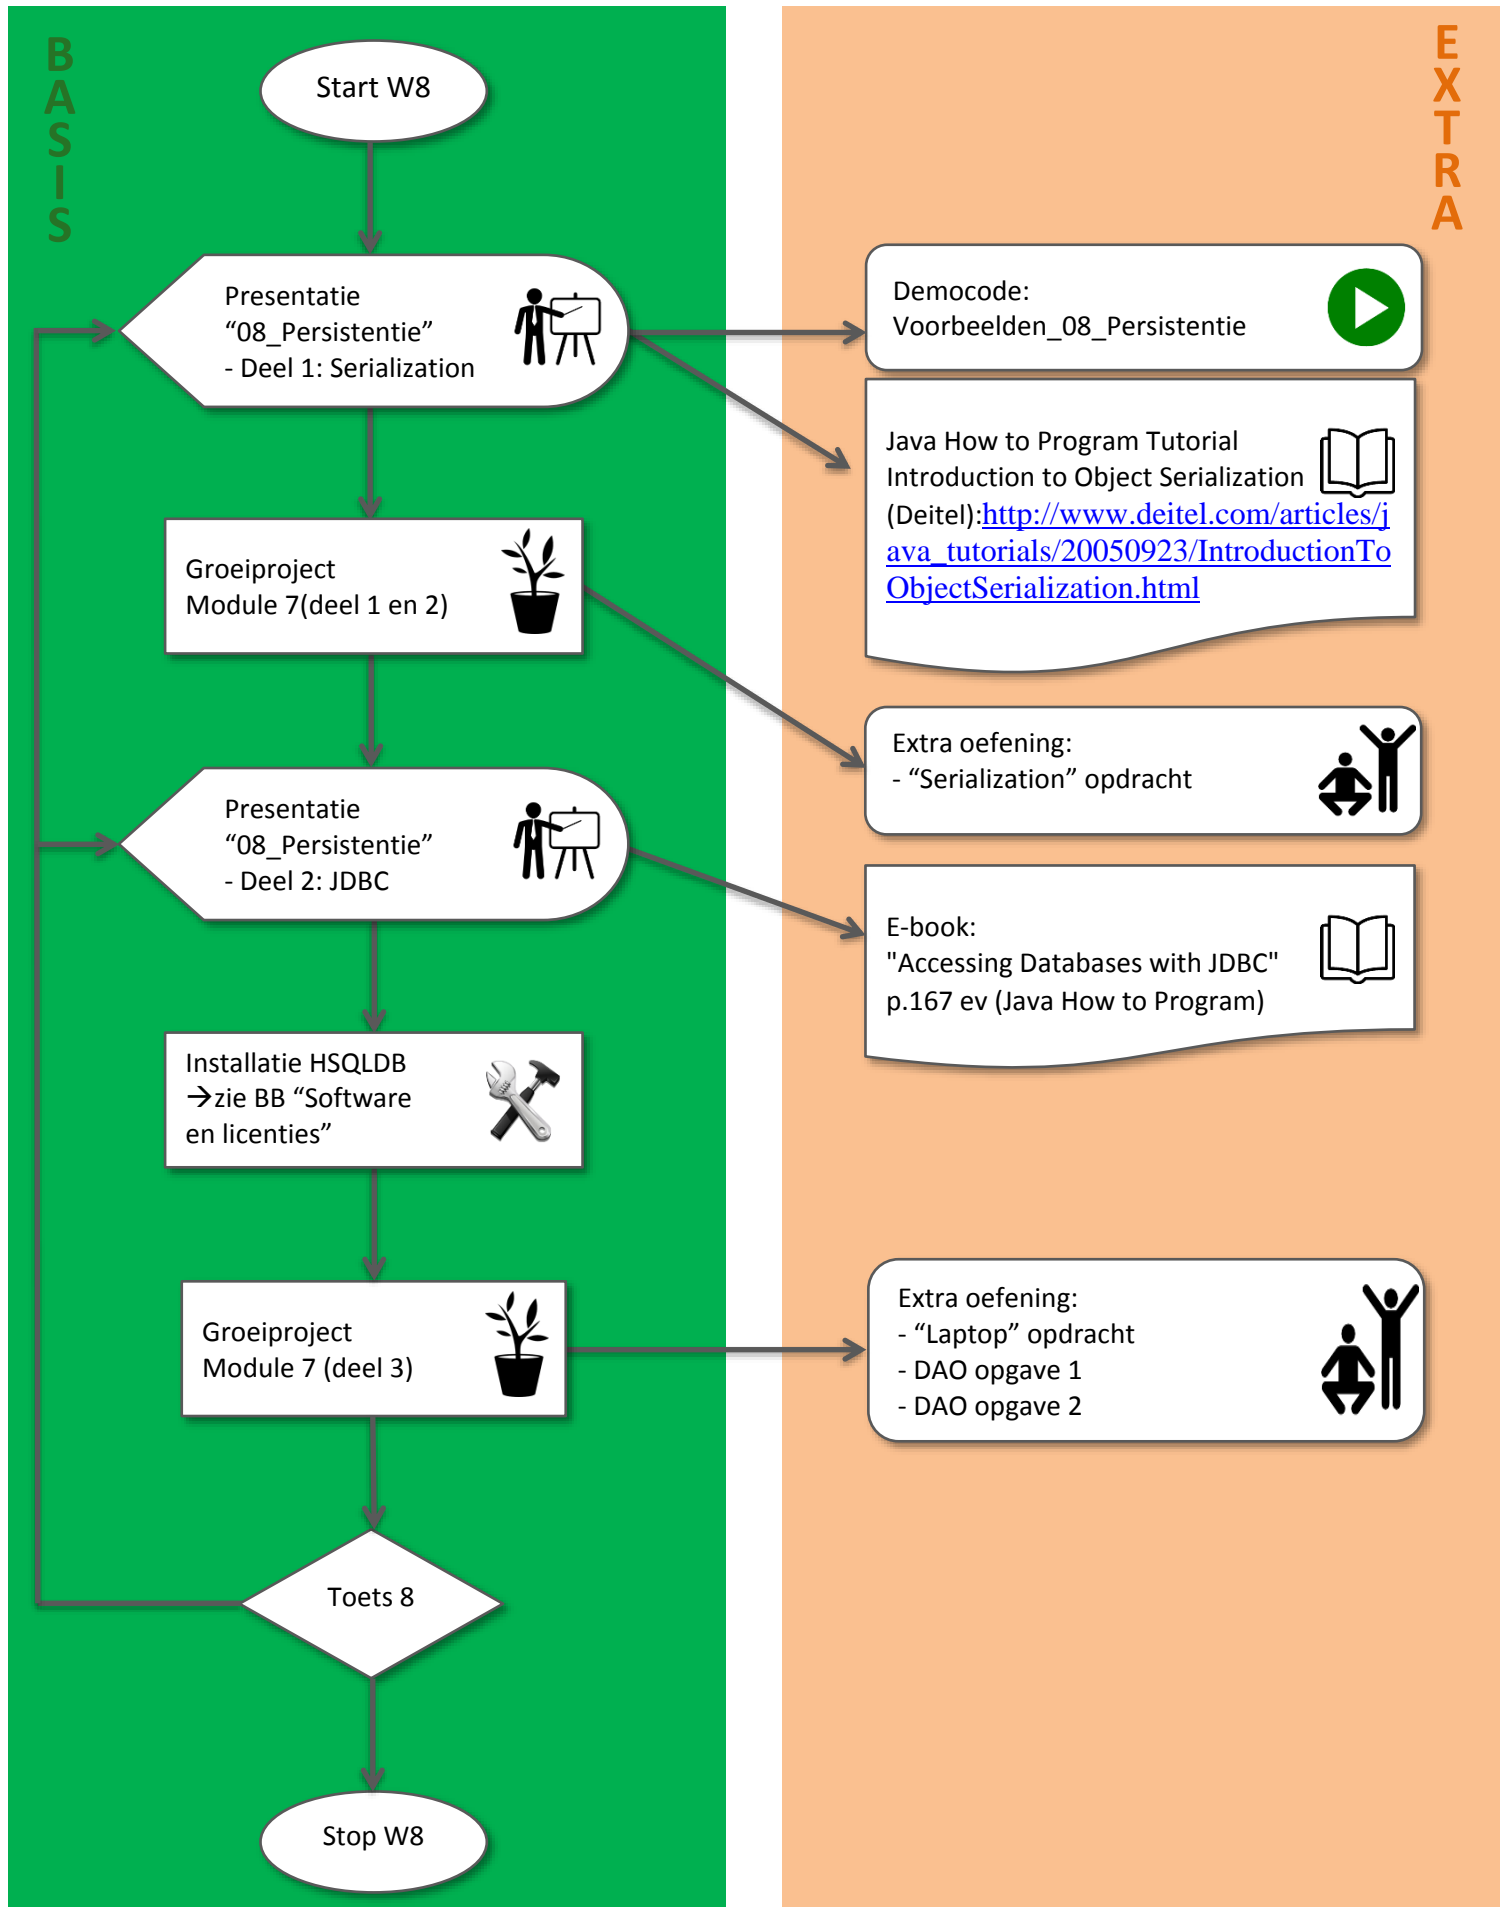 BASIS
EXTRA
Start W8
Presentatie
“08_Persistentie”
- Deel 1: Serialization
Democode:
Voorbeelden_08_Persistentie
Java How to Program Tutorial
Introduction to Object Serialization
(Deitel):http://www.deitel.com/articles/j
ava_tutorials/20050923/IntroductionTo
ObjectSerialization.html
Groeiproject
Module 7(deel 1 en 2)
Extra oefening:
- “Serialization” opdracht
Presentatie
“08_Persistentie”
- Deel 2: JDBC
E-book:
"Accessing Databases with JDBC"
p.167 ev (Java How to Program)
Installatie HSQLDB
→zie BB “Software
en licenties”
Groeiproject
Module 7 (deel 3)
Extra oefening:
- “Laptop” opdracht
- DAO opgave 1
- DAO opgave 2
Toets 8
Stop W8